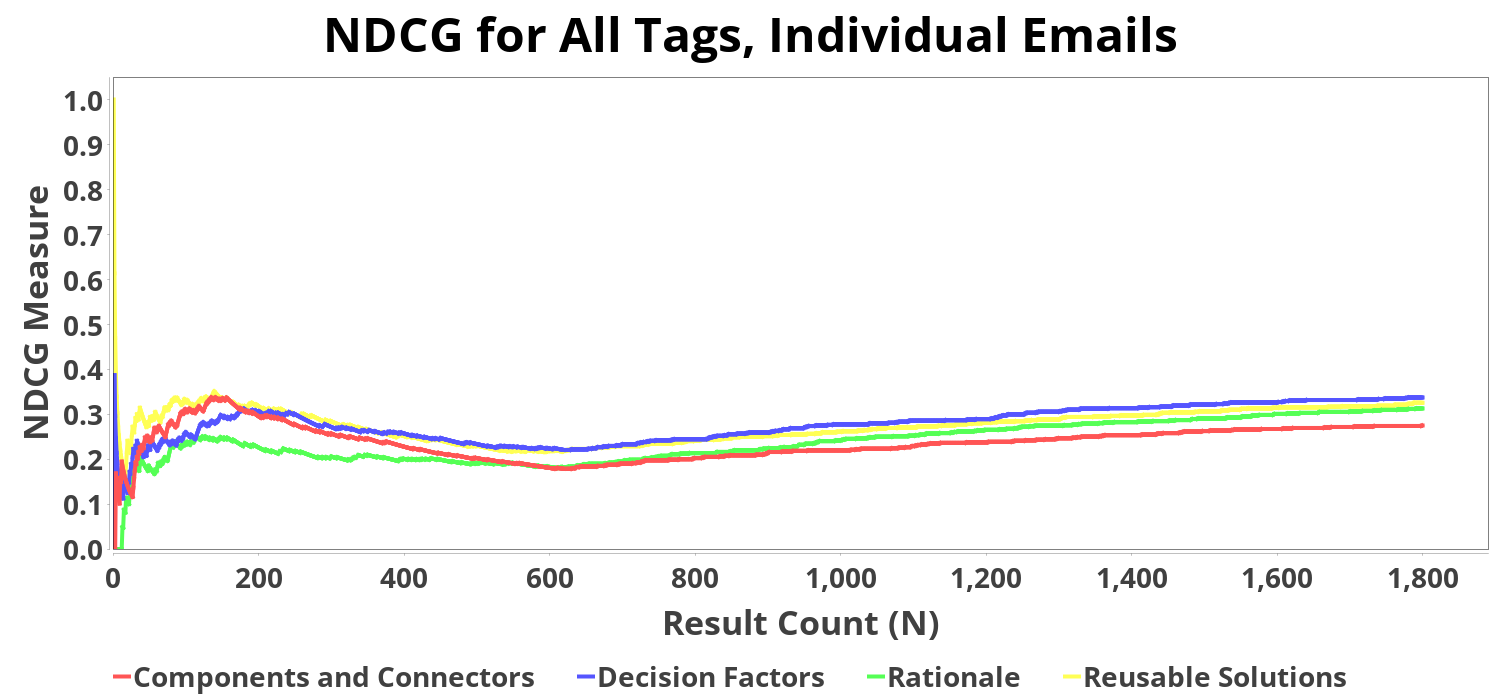 NDCG for All Tags, Individual Emails
NDCG Measure
1.0
0.9
0.8
0.7
0.6
0.5
0.4
0.3
0.2
0.1
0.0
0 200 400 600 800 1,000 1,200 1,400 1,600 1,800
Result Count (N)
Components and Connectors Decision Factors Rationale Reusable Solutions